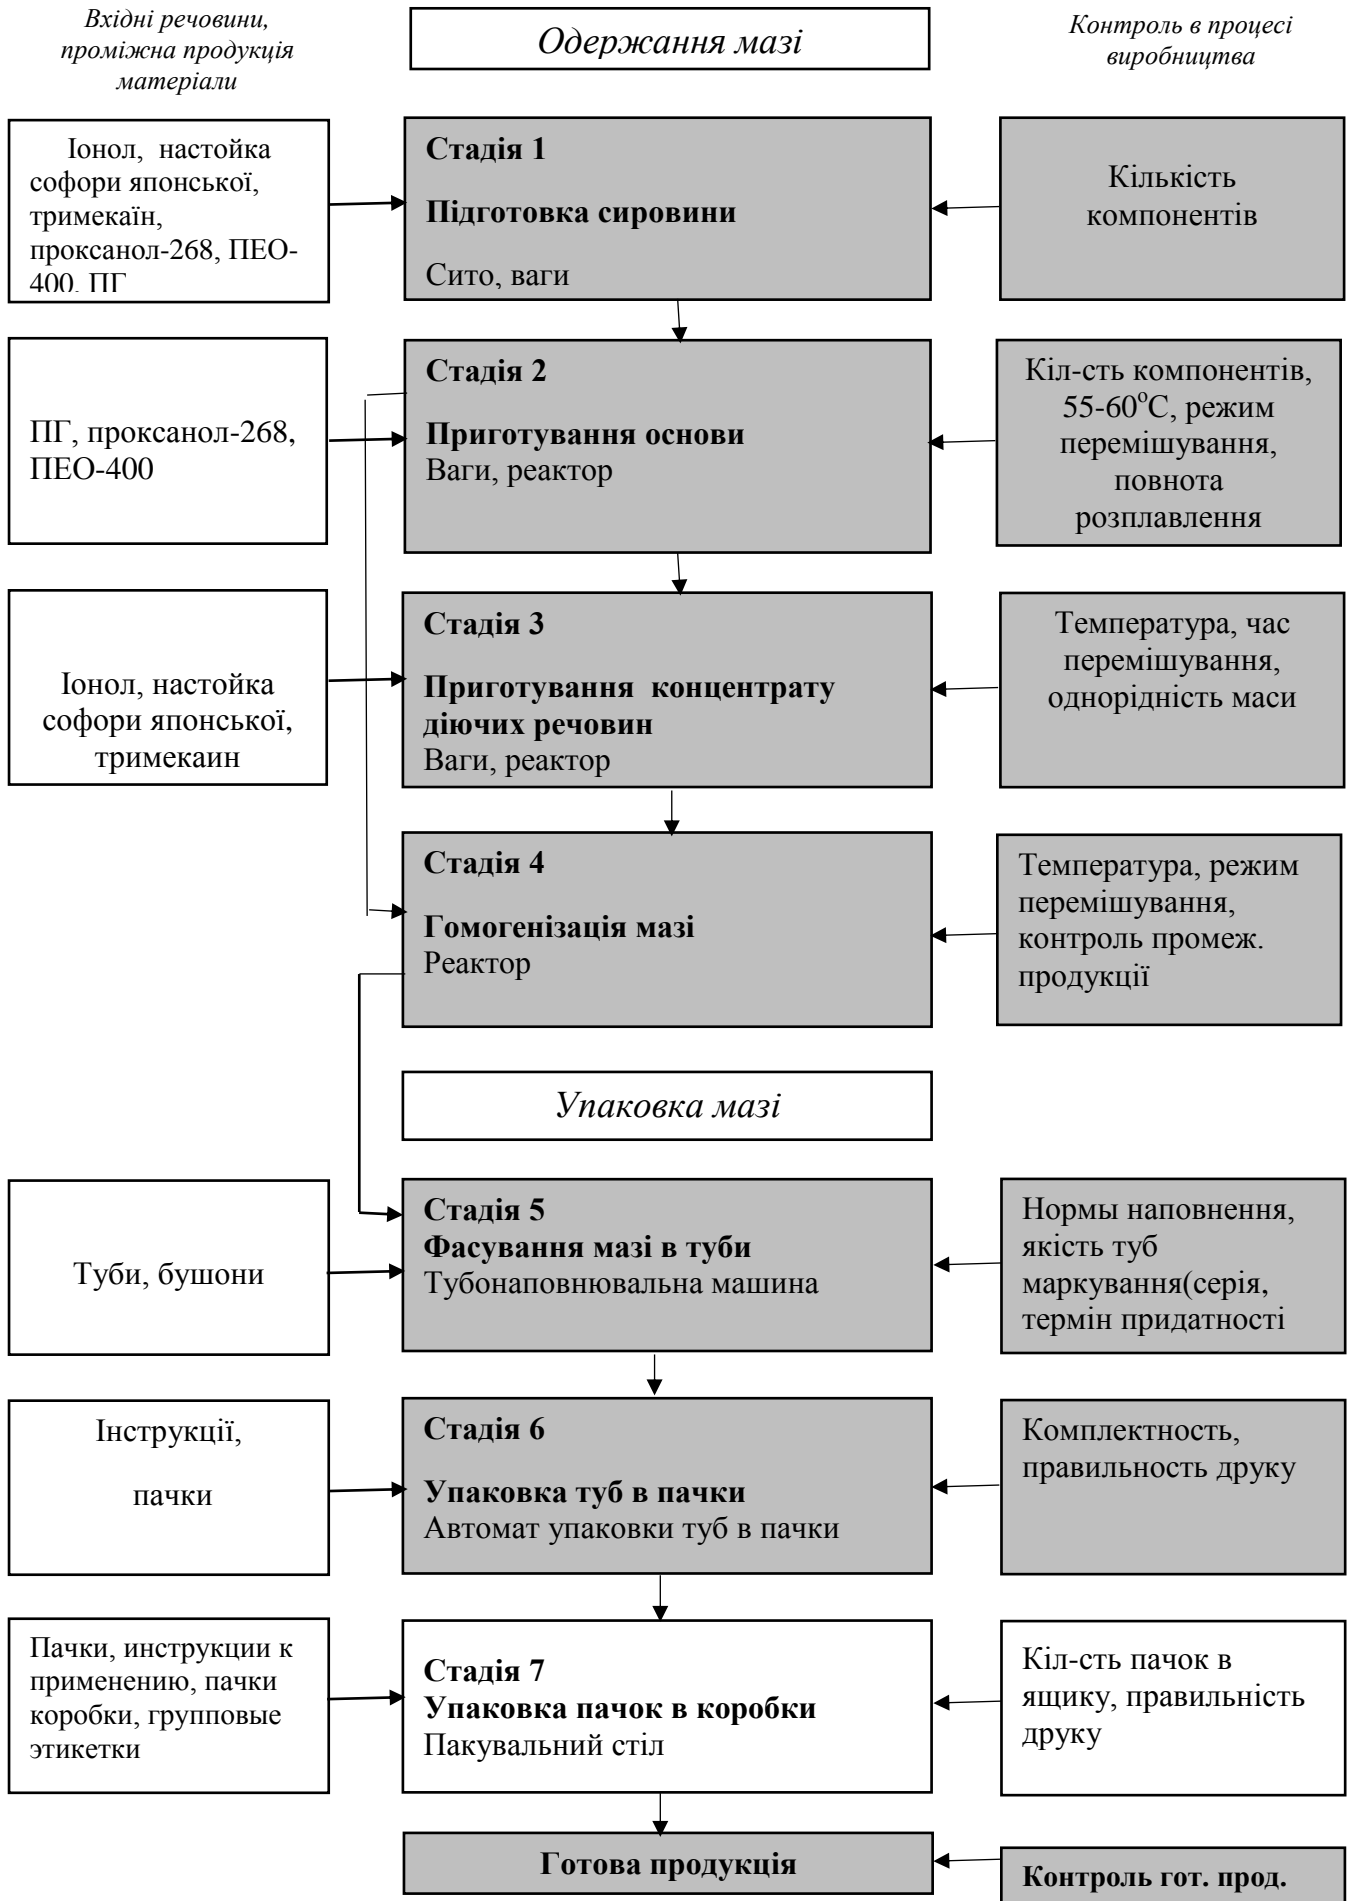 Вхідні речовини,
проміжна продукція
матеріали
Одержання мазі
Контроль в процесі
виробництва
Іонол, настойка
софори японської,
тримекаїн,
проксанол-268, ПЕО-
400, ПГ
Стадія 1
Підготовка сировини
Сито, ваги
Кількість
компонентів
ПГ, проксанол-268,
ПЕО-400
Стадія 2
Приготування основи
Ваги, реактор
Кіл-сть компонентів,
55-60°С, режим
перемішування,
повнота
розплавлення
Іонол, настойка
софори японської,
тримекаин
Стадія 3
Приготування концентрату
діючих речовин
Ваги, реактор
Температура, час
перемішування,
однорідність маси
Стадія 4
Гомогенізація мазі
Реактор
Температура, режим
перемішування,
контроль промеж.
продукції
Упаковка мазі
Туби, бушони
Стадія 5
Фасування мазі в туби
Тубонаповнювальна машина
Нормы наповнення,
якість туб
маркування(серія,
термін придатності
Інструкції,
пачки
Стадія 6
Упаковка туб в пачки
Автомат упаковки туб в пачки
Комплектность,
правильность друку
Пачки, инструкции к
применению, пачки
коробки, групповые
этикетки
Стадія 7
Упаковка пачок в коробки
Пакувальний стіл
Кіл-сть пачок в
ящику, правильність
друку
Готова продукція
Контроль гот. прод.